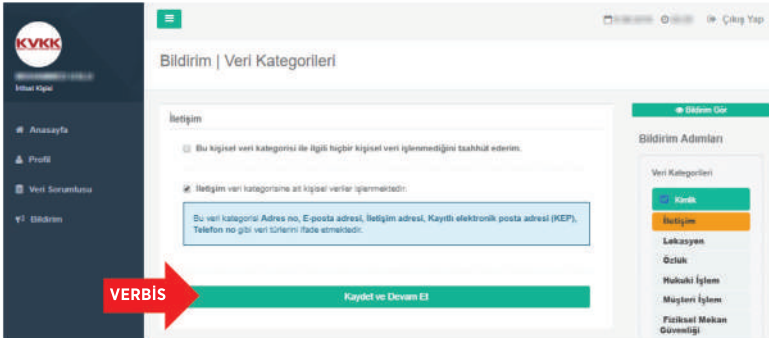 KVKK
İrtibat Kişisi
Anasayfa
Profil
Veri Sorumlusu
Bildirim
Çıkış Yap
Bildirim | Veri Kategorileri
İletişim
Bu kişisel veri kategorisi ile ilgili hiçbir kişisel veri işlenmediğini taahhüt ederim.
İletişim veri kategorisine ait kişisel veriler işlenmektedir.
Bu veri kategorisi Adres no, E-posta adresi, İletişim adresi, Kayıtlı elektronik posta adresi (KEP),
Telefon no gibi veri türlerini ifade etmektedir.
VERBİS
Kaydet ve Devam Et
Bildirim Gör
Bildirim Adımları
Veri Kategorileri
Kimlik
İletişim
Lokasyon
Özlük
Hukuki İşlem
Müşteri İşlem
Fiziksel Mekan
Güvenliği